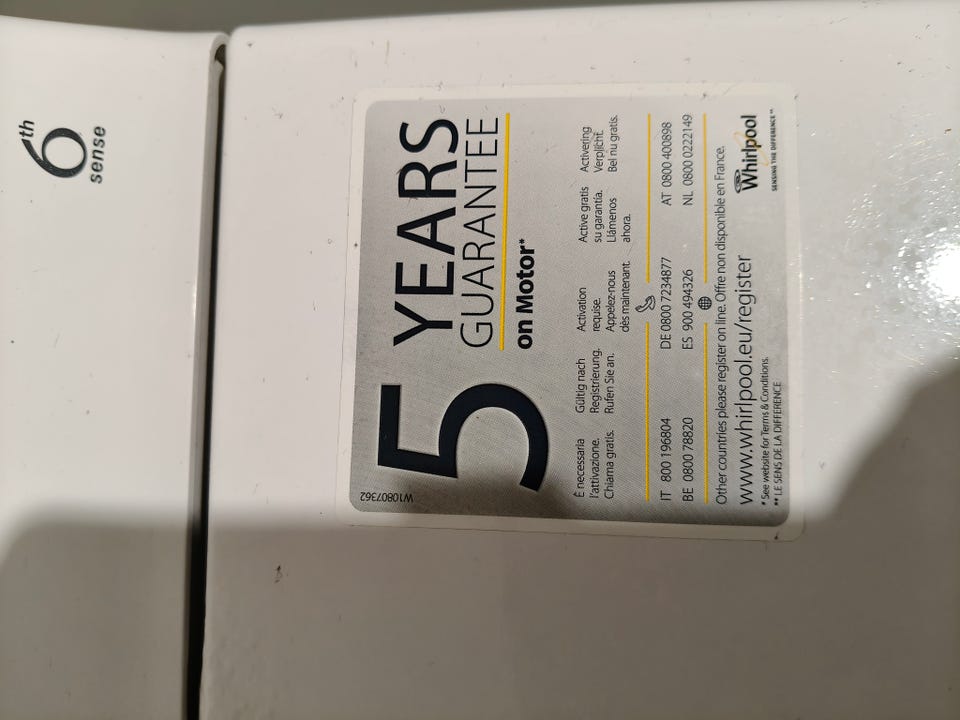 6th
sense
W10807362
5 YEARS
GUARANTEE
on Motor*
È necessaria
l'attivazione.
Chiama gratis.
Gültig nach
Registrierung.
Rufen Sie an.
Activation
requise.
Appelez-nous
dès maintenant.
Active gratis
su garantía.
Llámenos
ahora.
Activering
Verplicht.
Bel nu gratis.
IT 800 196804 DE 0800 7234877 AT 0800 400898
BE 0800 78820 ES 900 494326 NL 0800 0222149
Other countries please register on line. Offre non disponible en France.
www.whirlpool.eu/register
* See website for Terms & Conditions.
** LE SENS DE LA DIFFERENCE
Whirlpool
SENSING THE DIFFERENCE**